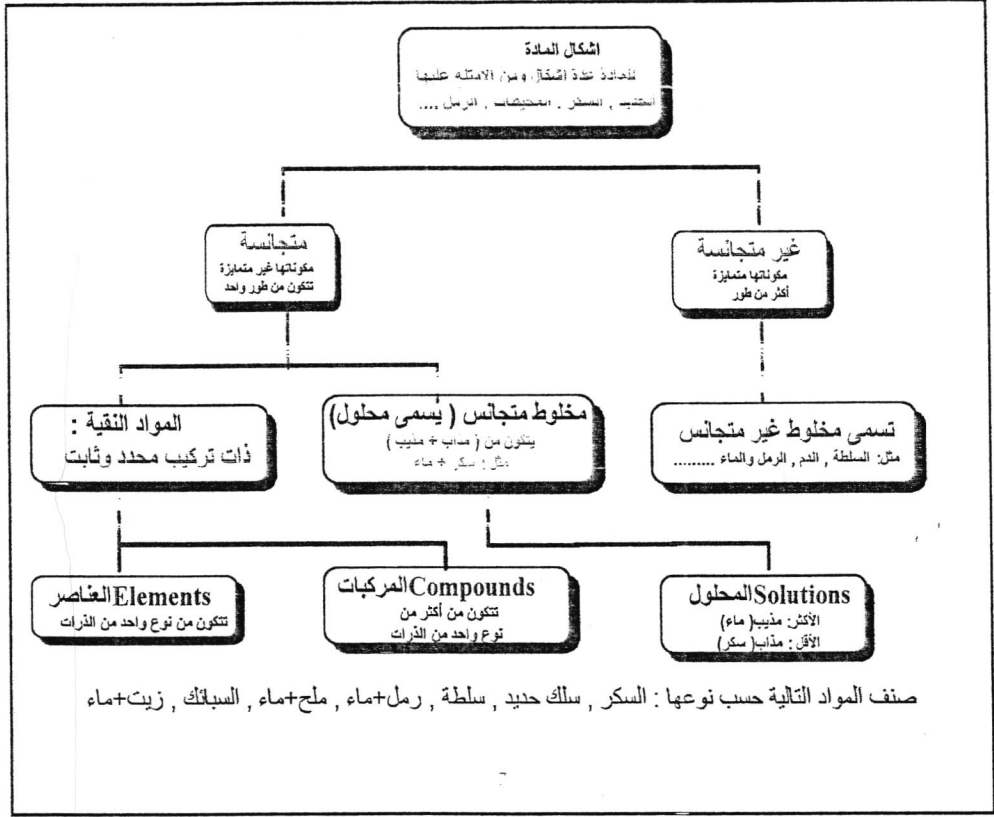 اشكال المادة
للمادة عدة اشكال ومن الامثله عليها
السكر , المحيطات , الرمل ....
متجانسة
مكوناتها غير متمايزة
تتكون من طور واحد
غير متجانسة
مكوناتها متمايزة
أكثر من طور
المواد النقية :
ذات تركيب محدد وثابت
مخلوط متجانس ( يُسمى محلول)
يتكون من ( مذاب + مذيب )
مثل : سكر + ماء
تسمى مخلوط غير متجانس
مثل: السلطة , الدم , الرمل والماء .........
Elementsالعناصر
تتكون من نوع واحد من الذرات
Compoundsالمركبات
تتكون من أكثر من
نوع واحد من الذرات
Solutionsالمحلول
الأكثر: مذيب( ماء)
الأقل : مذاب( سكر)
صنف المواد التالية حسب نوعها : السكر , سلك حديد , سلطة , رمل+ماء , ملح+ماء , السبائك , زيت+ماء